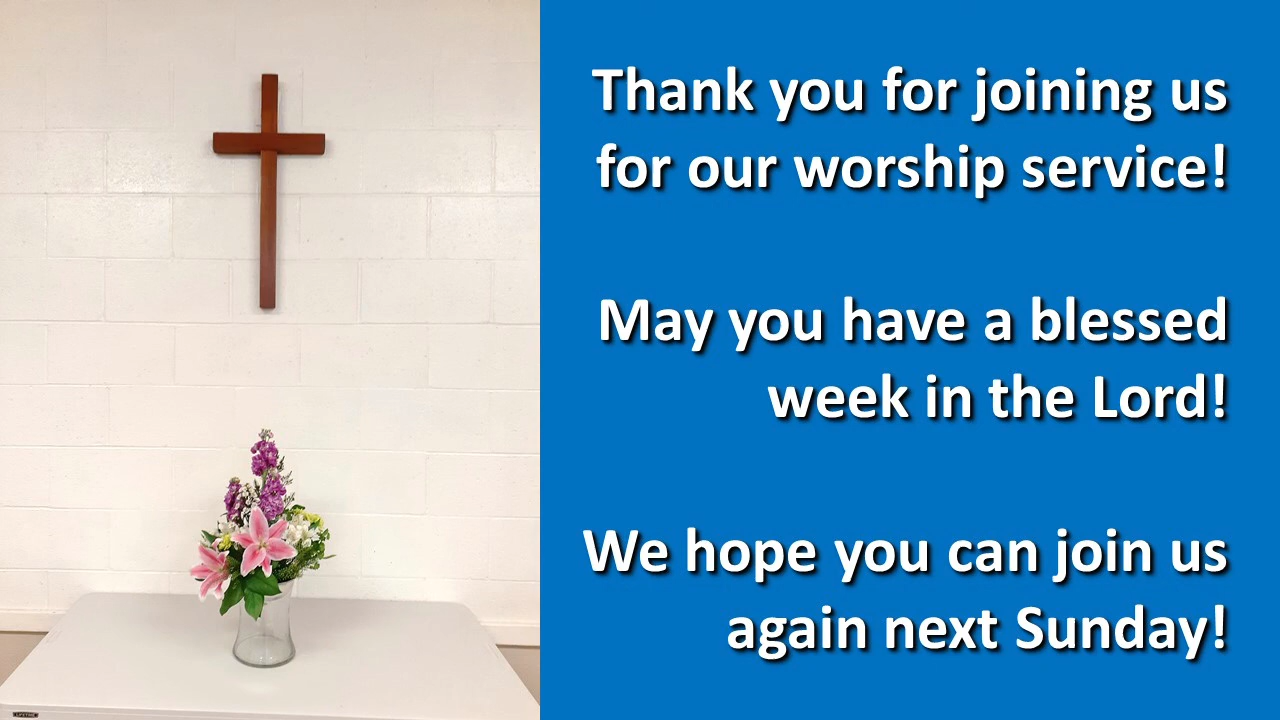 Thank you for joining us
for our worship service!
May you have a blessed
week in the Lord!
We hope you can join us
again next Sunday!
LIFETIME